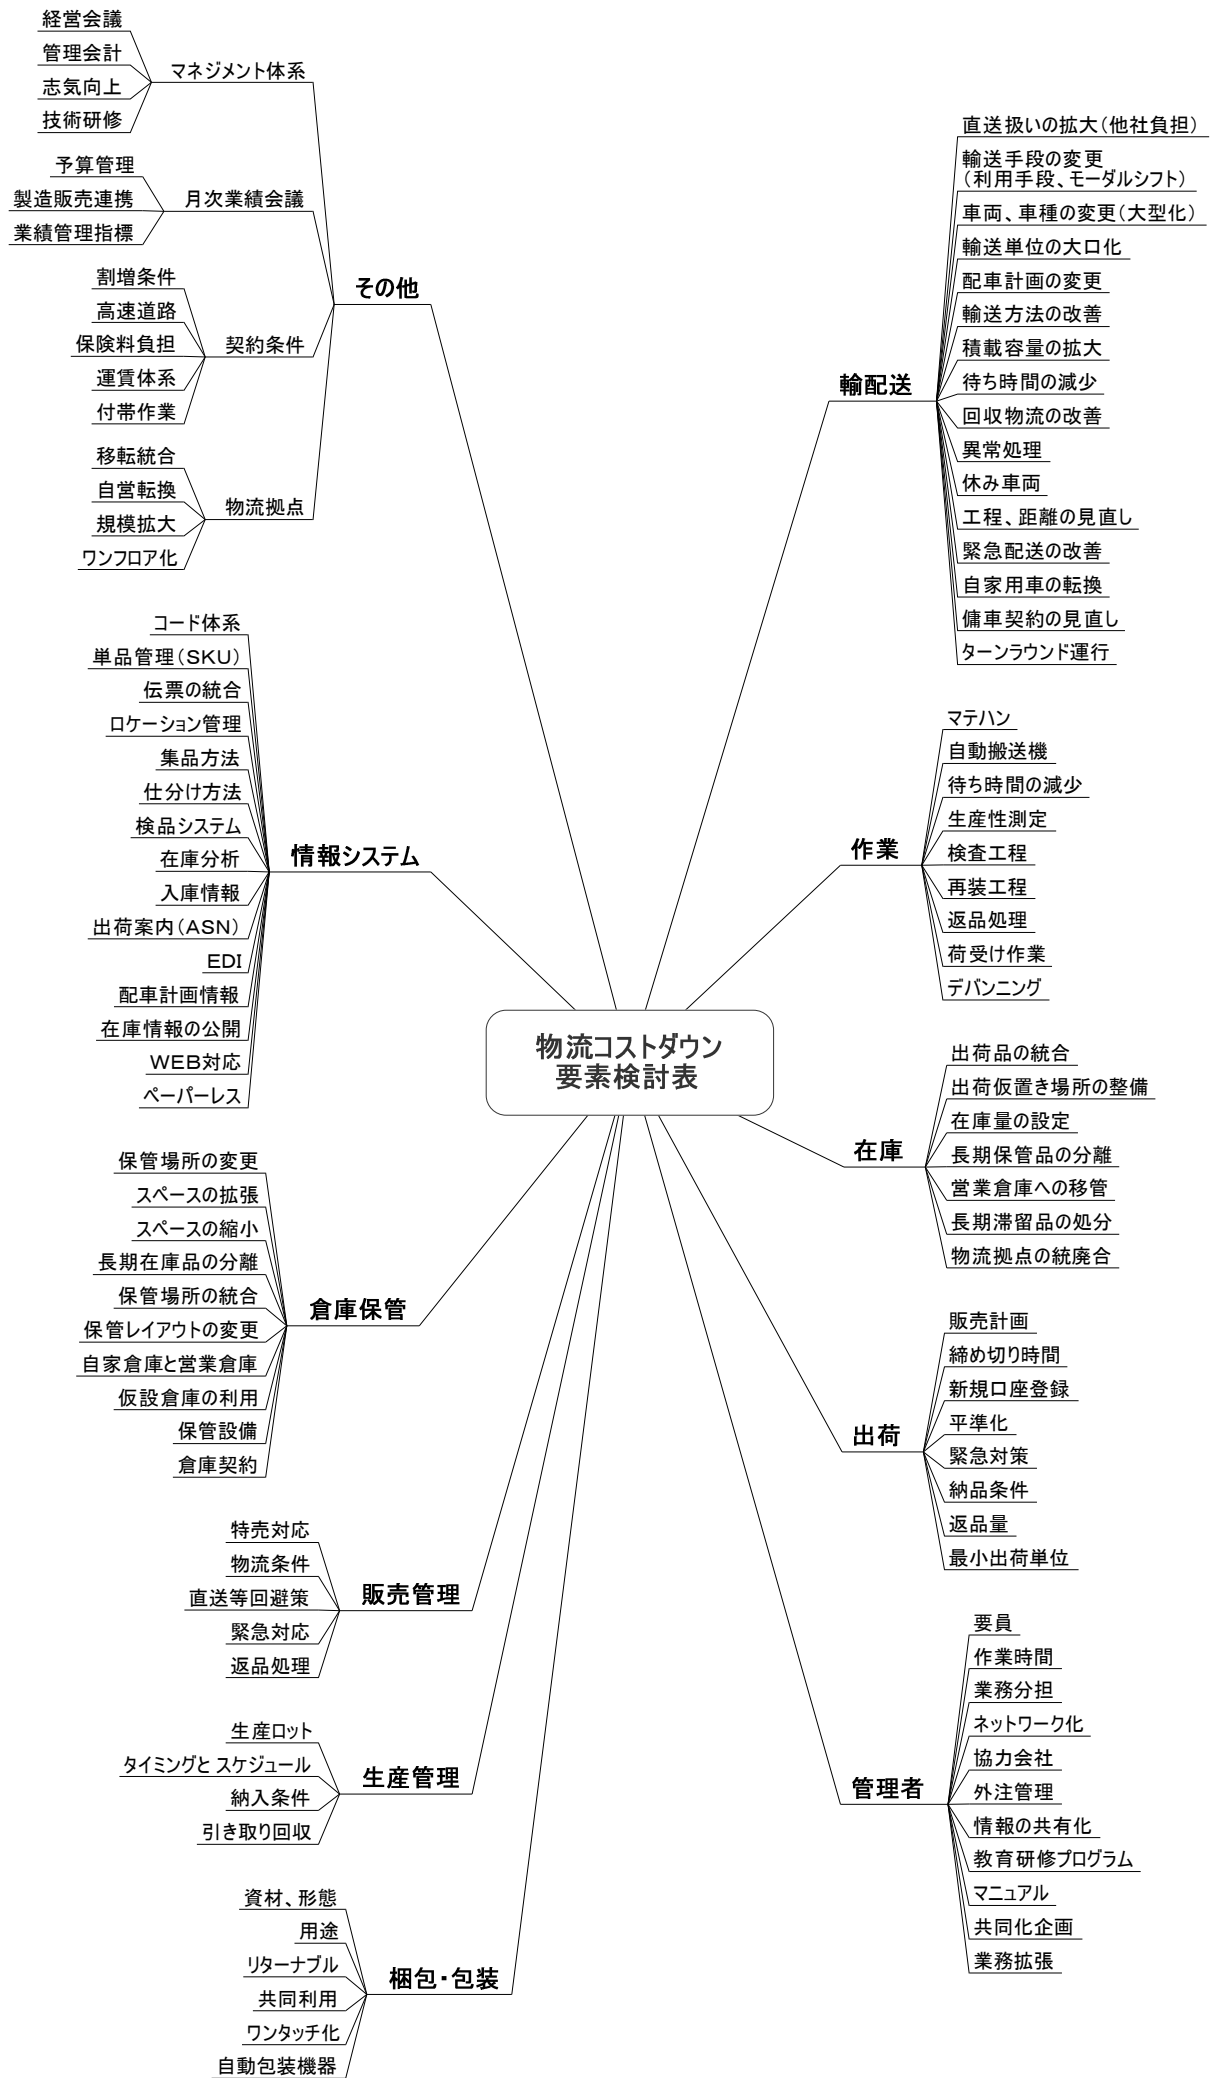 物流コストダウン
要素検討表
輸配送
直送扱いの拡大（他社負担）
輸送手段の変更
（利用手段、モーダルシフト）
車両、車種の変更（大型化）
輸送単位の大口化
配車計画の変更
輸送方法の改善
積載容量の拡大
待ち時間の減少
回収物流の改善
異常処理
休み車両
工程、距離の見直し
緊急配送の改善
自家用車の転換
傭車契約の見直し
ターンラウンド運行
作業
マテハン
自動搬送機
待ち時間の減少
生産性測定
検査工程
再装工程
返品処理
荷受け作業
デバンニング
在庫
出荷品の統合
出荷仮置き場所の整備
在庫量の設定
長期保管品の分離
営業倉庫への移管
長期滞留品の処分
物流拠点の統廃合
出荷
販売計画
締め切り時間
新規口座登録
平準化
緊急対策
納品条件
返品量
最小出荷単位
管理者
要員
作業時間
業務分担
ネットワーク化
協力会社
外注管理
情報の共有化
教育研修プログラム
マニュアル
共同化企画
業務拡張
その他
マネジメント体系
経営会議
管理会計
志気向上
技術研修
月次業績会議
予算管理
製造販売連携
業績管理指標
契約条件
割増条件
高速道路
保険料負担
運賃体系
付帯作業
物流拠点
移転統合
自営転換
規模拡大
ワンフロア化
情報システム
コード体系
単品管理（SKU）
伝票の統合
ロケーション管理
集品方法
仕分け方法
検品システム
在庫分析
入庫情報
出荷案内（ASN）
EDI
配車計画情報
在庫情報の公開
WEB対応
ペーパーレス
倉庫保管
保管場所の変更
スペースの拡張
スペースの縮小
長期在庫品の分離
保管場所の統合
保管レイアウトの変更
自家倉庫と営業倉庫
仮設倉庫の利用
保管設備
倉庫契約
販売管理
特売対応
物流条件
直送等回避策
緊急対応
返品処理
生産管理
生産ロット
タイミングと スケジュール
納入条件
引き取り回収
梱包・包装
資材、形態
用途
リターナブル
共同利用
ワンタッチ化
自動包装機器